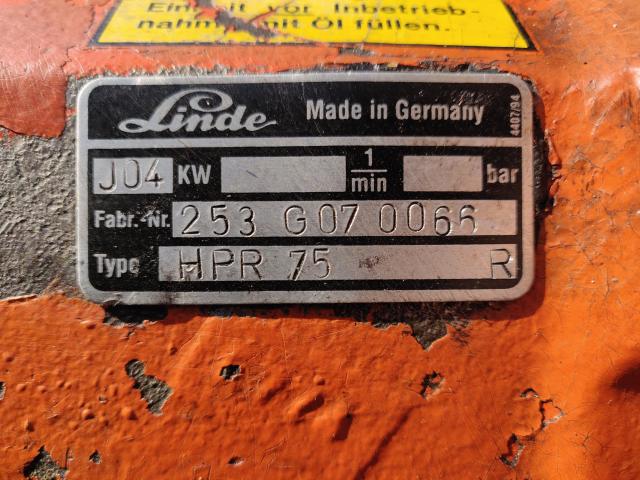 Einheit vor Inbetrieb-
nahme mit Öl füllen.
Linde Made in Germany
J04 KW 1/min bar
Fabr.-Nr. 253 G07 0066
Type HPR 75 R
4407/94